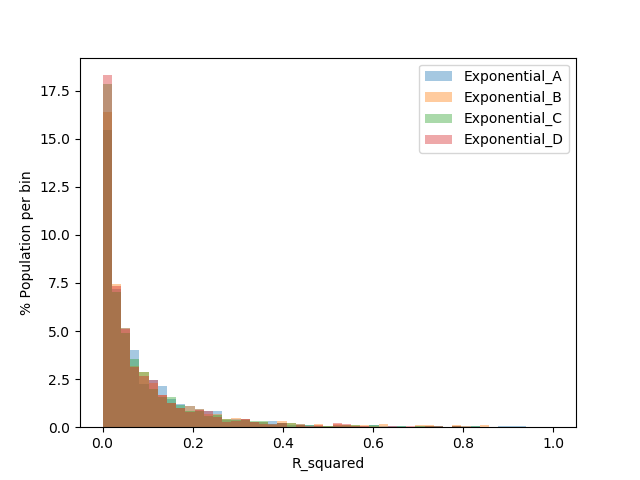 Exponential_A
Exponential_B
Exponential_C
Exponential_D
% Population per bin
17.5
15.0
12.5
10.0
7.5
5.0
2.5
0.0
0.0 0.2 0.4 0.6 0.8 1.0
R_squared